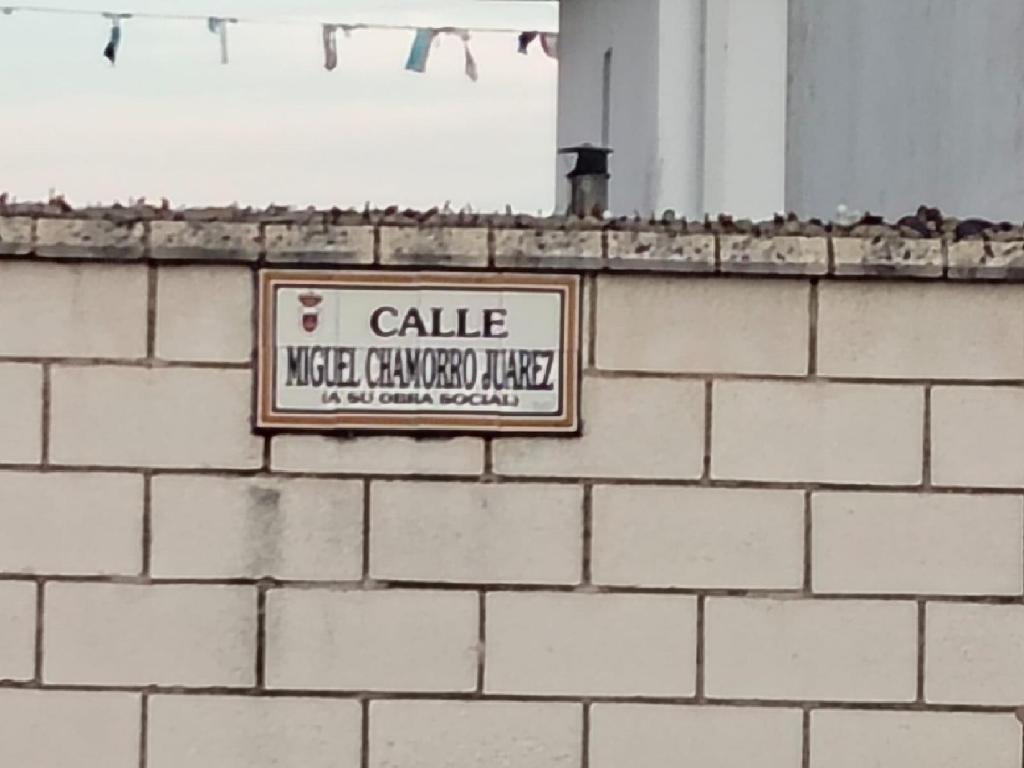 CALLE
MIGUEL CHAMORRO JUAREZ
(A SU OBRA SOCIAL)